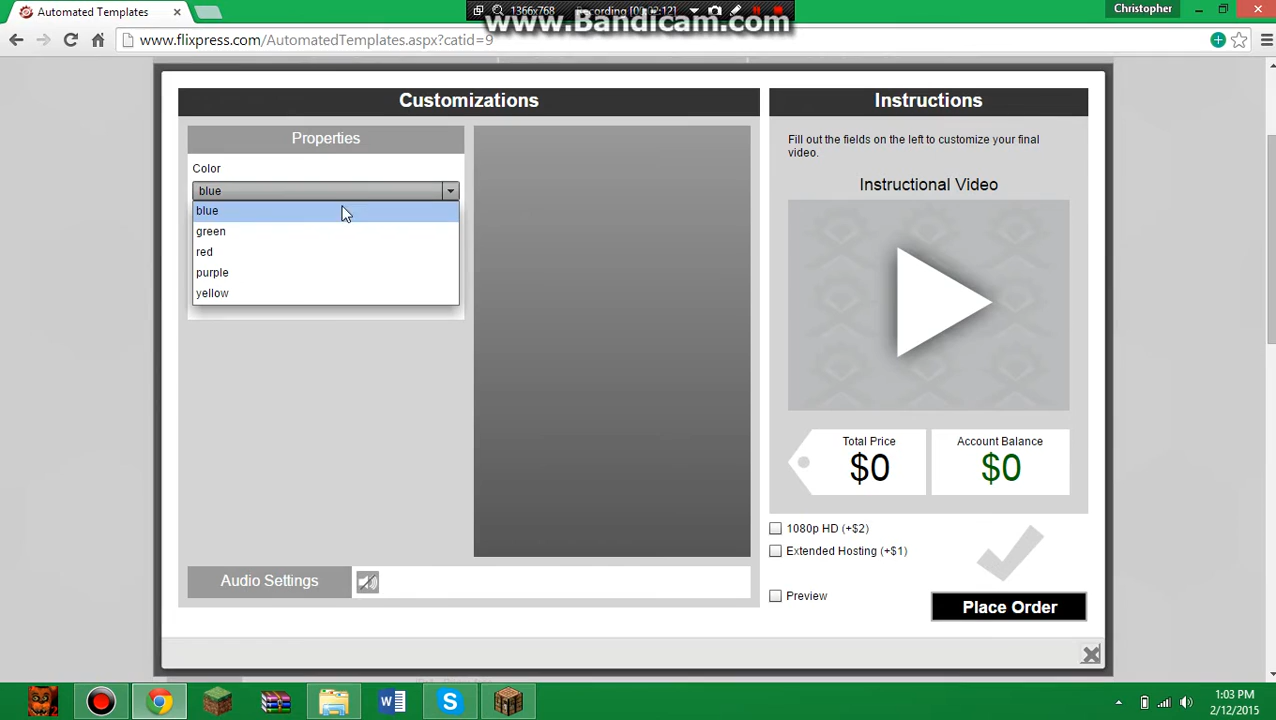 Automated Templates
1366x768
www.Bandicam.com
Christopher
www.flixpress.com/AutomatedTemplates.aspx?catid=9
Customizations
Instructions
Properties
Color
blue
blue
green
red
purple
yellow
Fill out the fields on the left to customize your final
video.
Instructional Video
Total Price
$0
Account Balance
$0
1080p HD (+$2)
Extended Hosting (+$1)
Preview
Place Order
Audio Settings
1:03 PM
2/12/2015